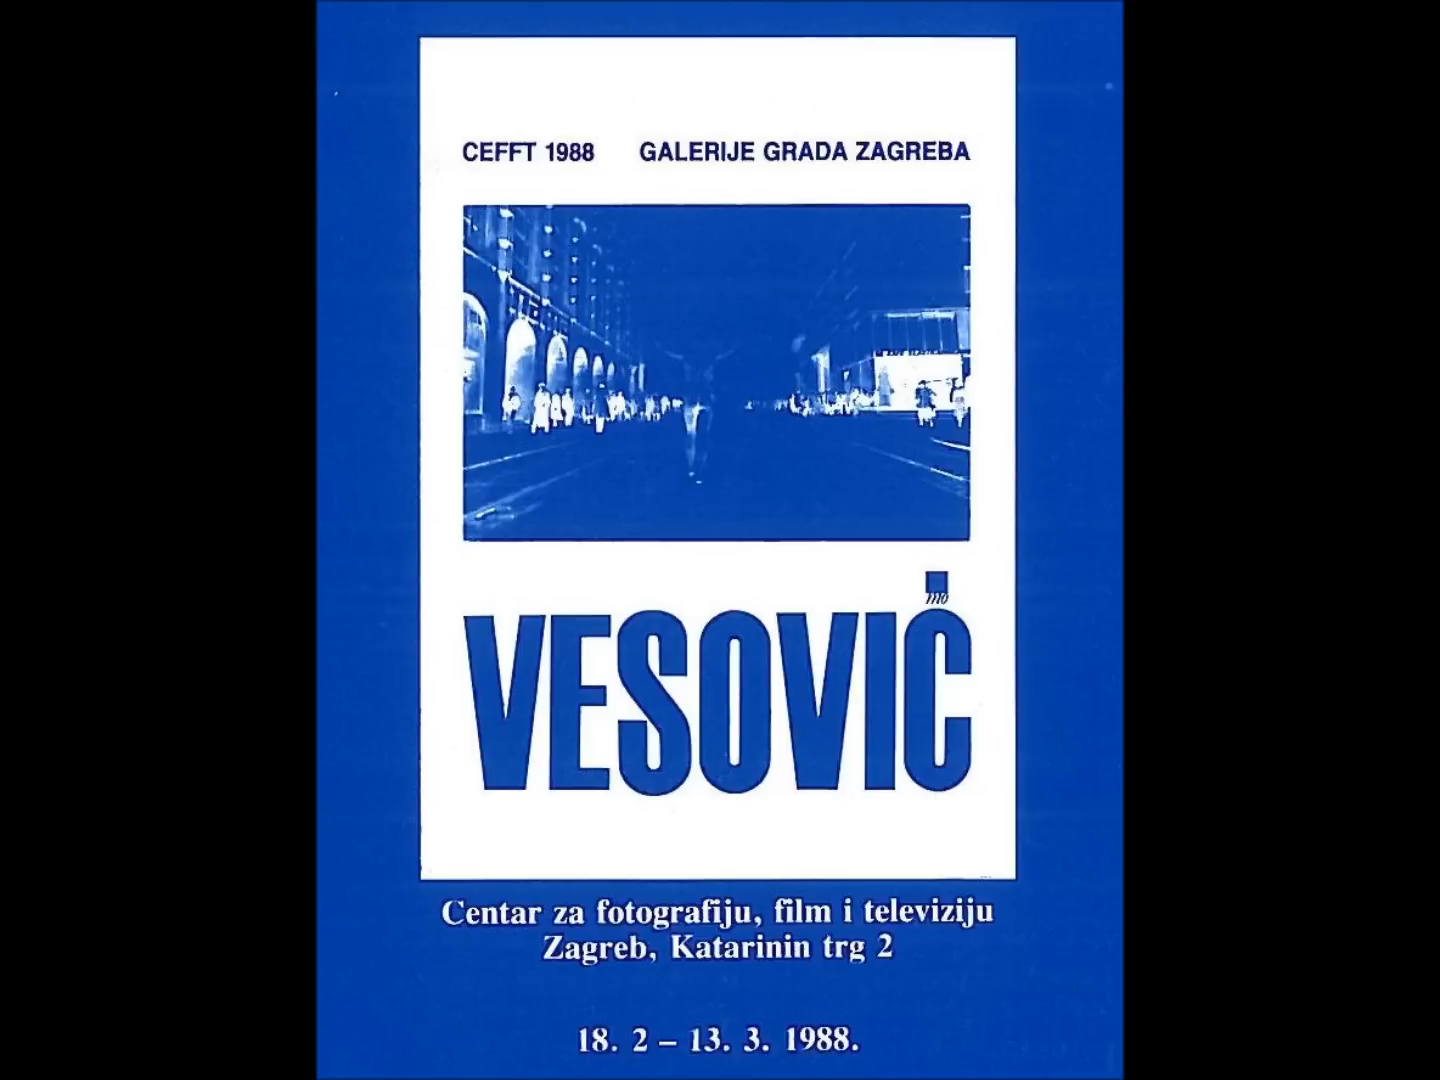 CEFFT 1988 GALERIJE GRADA ZAGREBA
mo
VESOVIĆ
Centar za fotografiju, film i televiziju
Zagreb, Katarinin trg 2
18. 2 – 13. 3. 1988.